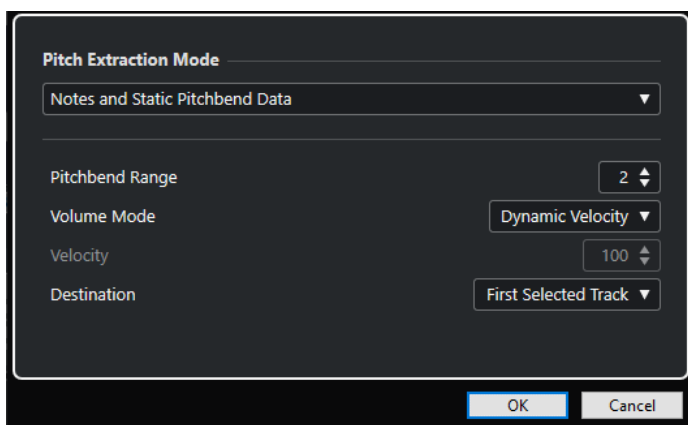 Pitch Extraction Mode
Notes and Static Pitchbend Data
Pitchbend Range 2
Volume Mode Dynamic Velocity
Velocity 100
Destination First Selected Track
OK Cancel